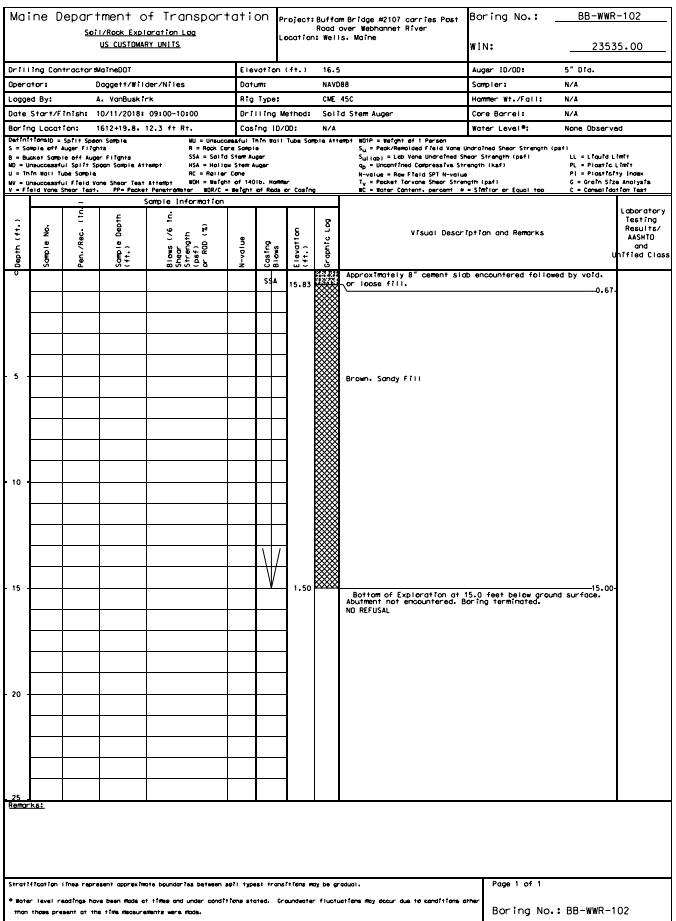 Maine Department of Transportation
Soil/Rock Exploration Log
US CUSTOMARY UNITS
Project: Buffam Bridge #2107 carries Post
Road over Webhannet River
Location: Wells, Maine
Boring No.: BB-WWR-102
WIN: 23535.00
Drilling Contractor: MaineDOT
Elevation (ft.) 16.5
Auger ID/OD: 5" Dia.
Operator: Daggett/Wilder/Niles
Datum: NAVD88
Sampler: N/A
Logged By: A. VanBuskirk
Rig Type: CME 45C
Hammer Wt./Fall: N/A
Date Start/Finish: 10/11/2018; 09:00-10:00
Drilling Method: Solid Stem Auger
Core Barrel: N/A
Boring Location: 1612+19.8, 12.3 ft Rt.
Casing ID/OD: N/A
Water Level*: None Observed
Definitions: D = Split Spoon Sample
S = Sample off Auger Flights
B = Bucket Sample off Auger Flights
MD = Unsuccessful Split Spoon Sample Attempt
U = Thin Wall Tube Sample
MV = Unsuccessful Field Vane Shear Test Attempt
V = Field Vane Shear Test, PP= Pocket Penetrometer
MU = Unsuccessful Thin Wall Tube Sample Attempt
R = Rock Core Sample
SSA = Solid Stem Auger
HSA = Hollow Stem Auger
RC = Roller Cone
WOH = Weight of 140lb. Hammer
WOR/C = Weight of Rods or Casing
WO1P = Weight of 1 Person
Su = Peak/Remolded Field Vane Undrained Shear Strength (psf)
Su(lab) = Lab Vane Undrained Shear Strength (psf)
qp = Unconfined Compressive Strength (ksf)
N-value = Raw Field SPT N-value
Tv = Pocket Torvane Shear Strength (psf)
WC = Water Content, percent ≅ = Similar or Equal too
LL = Liquid Limit
PL = Plastic Limit
PI = Plasticity Index
G = Grain Size Analysis
C = Consolidation Test
Sample Information
Depth (ft.)
Sample No.
Pen./Rec. (in.)
Sample Depth (ft.)
Blows (/6 in.) Shear Strength (psf) or RQD (%)
N-value
Casing Blows
Elevation (ft.)
Graphic Log
Visual Description and Remarks
Laboratory
Testing
Results/
AASHTO
and
Unified Class
0
SSA
15.83
Approximately 8" cement slab encountered followed by void,
or loose fill.
0.67
5
Brown, Sandy Fill
10
15
1.50
15.00
Bottom of Exploration at 15.0 feet below ground surface.
Abutment not encountered. Boring terminated.
NO REFUSAL
20
25
Remarks:
Stratification lines represent approximate boundaries between soil types; transitions may be gradual.
* Water level readings have been made at times and under conditions stated. Groundwater fluctuations may occur due to conditions other
than those present at the time measurements were made.
Page 1 of 1
Boring No.: BB-WWR-102